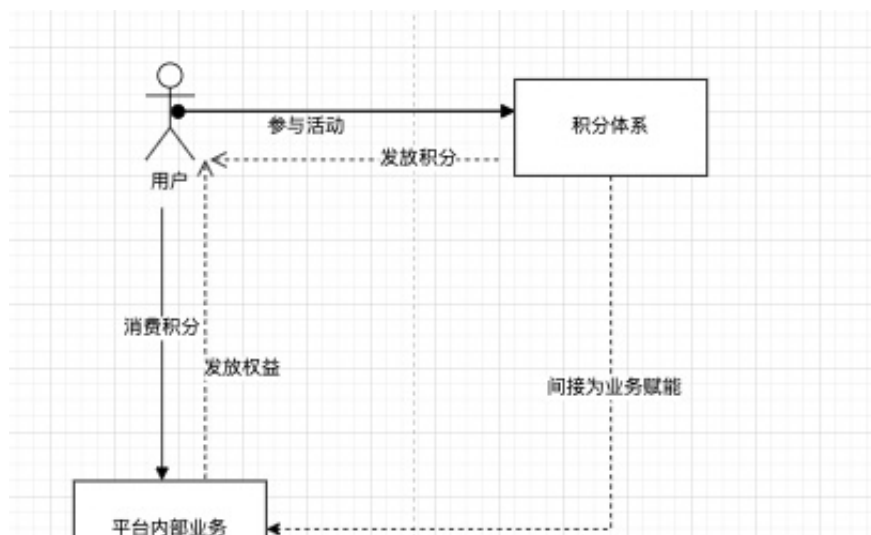 参与活动
积分体系
发放积分
用户
消费积分
发放权益
间接为业务赋能
平台内部业务